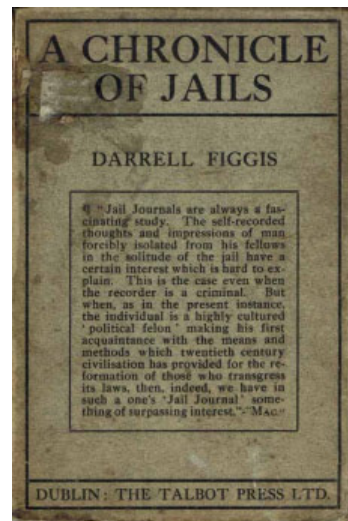 A CHRONICLE
OF JAILS
DARRELL FIGGIS
¶ "Jail Journals are always a fas-
cinating study. The self-recorded
thoughts and impressions of man
forcibly isolated from his fellows
in the solitude of the jail have a
certain interest which is hard to ex-
plain. This is the case even when
the recorder is a criminal. But
when, as in the present instance,
the individual is a highly cultured
'political felon' making his first
acquaintance with the means and
methods which twentieth century
civilisation has provided for the re-
formation of those who transgress
its laws, then, indeed, we have in
such a one's 'Jail Journal' some-
thing of surpassing interest."-"MAC."
DUBLIN: THE TALBOT PRESS LTD.